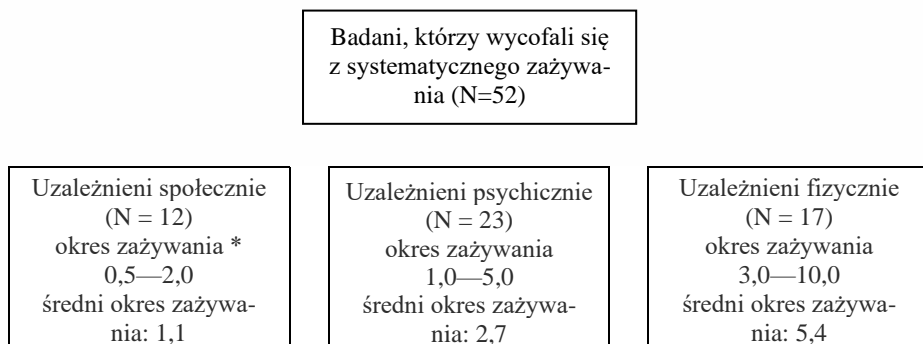 Badani, którzy wycofali się
z systematycznego zażywa-
nia (N=52)
Uzależnieni społecznie
(N = 12)
okres zażywania *
0,5—2,0
średni okres zażywa-
nia: 1,1
Uzależnieni psychicznie
(N = 23)
okres zażywania
1,0—5,0
średni okres zażywa-
nia: 2,7
Uzależnieni fizycznie
(N = 17)
okres zażywania
3,0—10,0
średni okres zażywa-
nia: 5,4